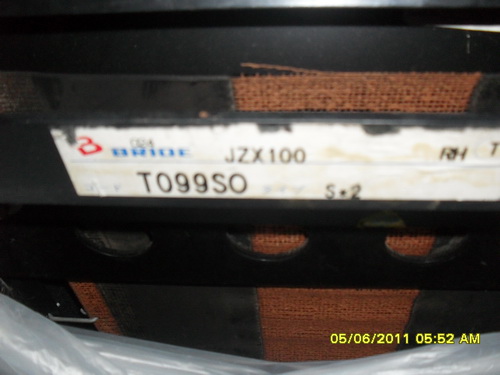 BRIDE JZX100 RH T
T099SO S•2
05/06/2011 05:52 AM